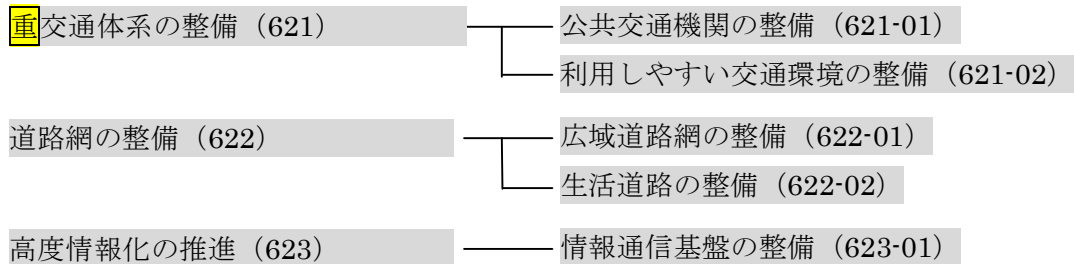 重交通体系の整備（621） 公共交通機関の整備（621-01）
利用しやすい交通環境の整備（621-02）
道路網の整備（622） 広域道路網の整備（622-01）
生活道路の整備（622-02）
高度情報化の推進（623） 情報通信基盤の整備（623-01）